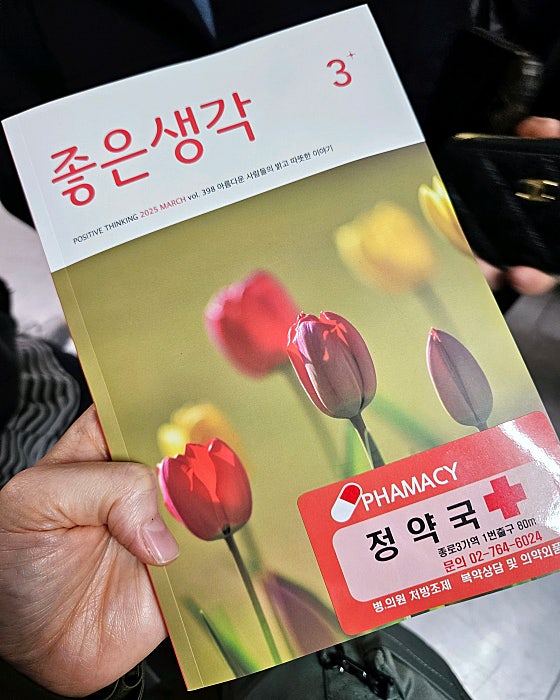 3+
좋은생각
POSITIVE THINKING 2025 MARCH vol. 398 아름다운 사람들의 밝고 따뜻한 이야기
PHAMACY
정약국
종로3가역 1번출구 80m
문의 02-764-6024
병.의원 처방조제 복약상담 및 의약외품